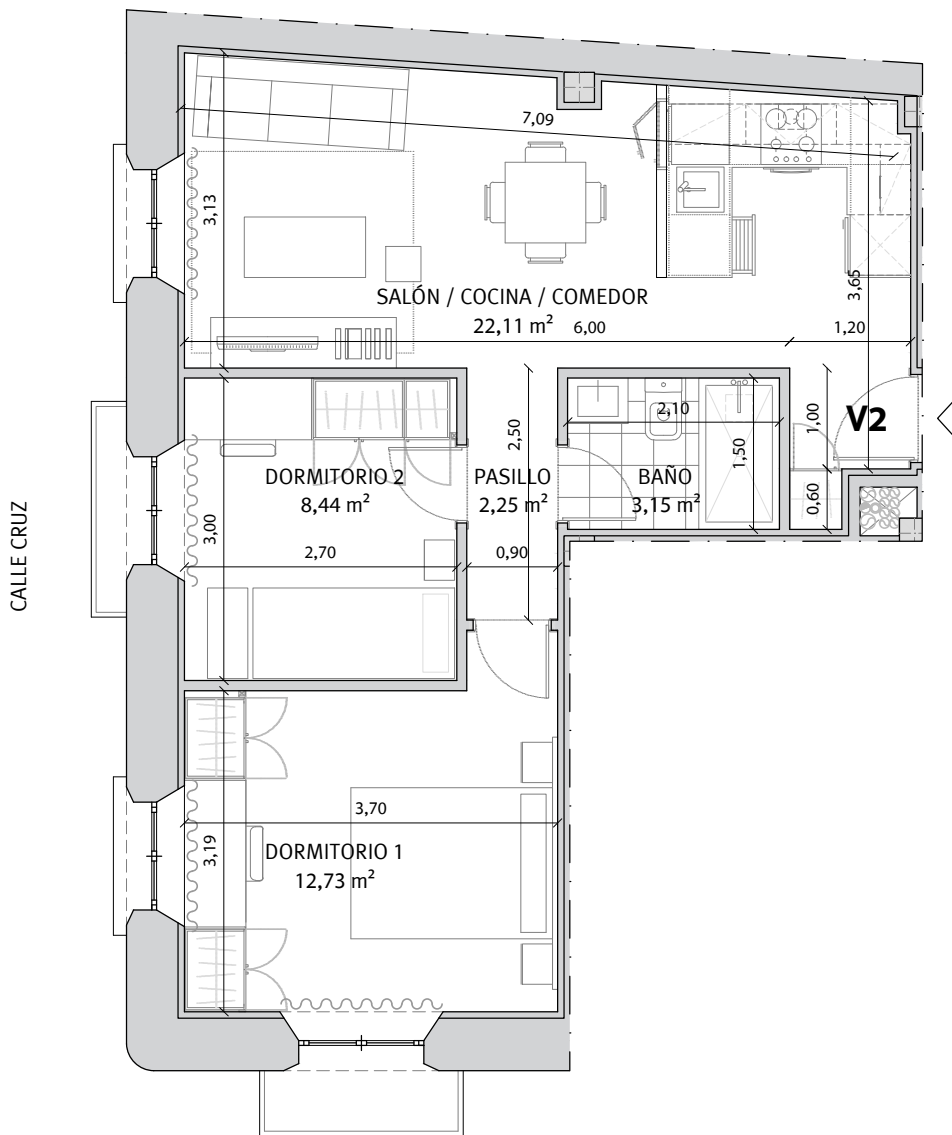 7,09
3,13
SALÓN / COCINA / COMEDOR
22,11 m²
6,00
3,65
1,20
V2
1,00
0,60
2,50
2,10
1,50
BAÑO
3,15 m²
PASILLO
2,25 m²
0,90
DORMITORIO 2
8,44 m²
3,00
2,70
CALLE CRUZ
3,70
3,19
DORMITORIO 1
12,73 m²